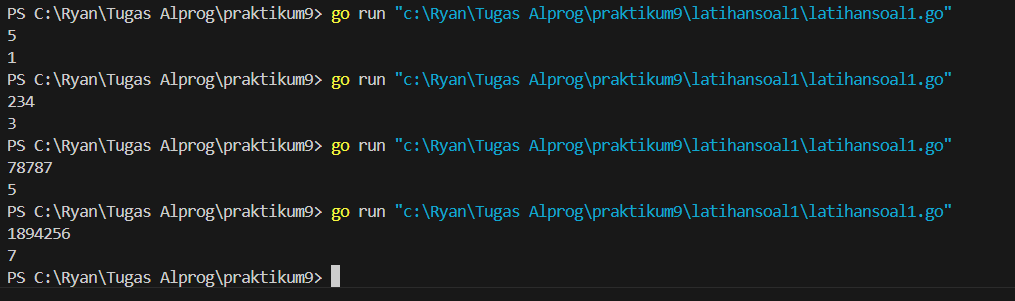 PS C:\Ryan\Tugas Alprog\praktikum9> go run "c:\Ryan\Tugas Alprog\praktikum9\latihansoal1\latihansoal1.go"
5
1
PS C:\Ryan\Tugas Alprog\praktikum9> go run "c:\Ryan\Tugas Alprog\praktikum9\latihansoal1\latihansoal1.go"
234
3
PS C:\Ryan\Tugas Alprog\praktikum9> go run "c:\Ryan\Tugas Alprog\praktikum9\latihansoal1\latihansoal1.go"
78787
5
PS C:\Ryan\Tugas Alprog\praktikum9> go run "c:\Ryan\Tugas Alprog\praktikum9\latihansoal1\latihansoal1.go"
1894256
7
PS C:\Ryan\Tugas Alprog\praktikum9>